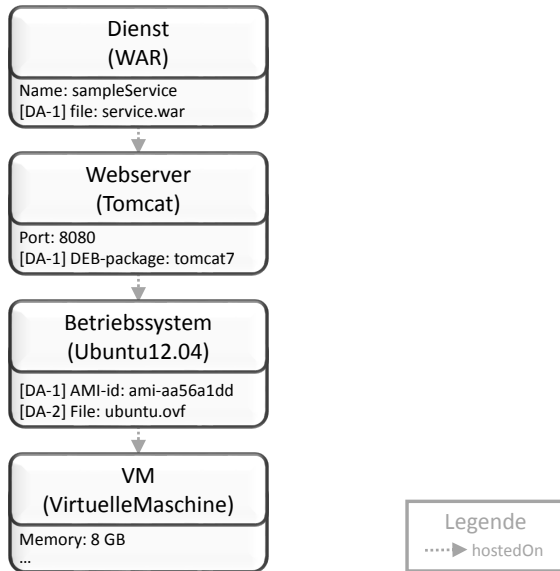 Dienst
(WAR)
Name: sampleService
[DA-1] file: service.war
Webserver
(Tomcat)
Port: 8080
[DA-1] DEB-package: tomcat7
Betriebssystem
(Ubuntu12.04)
[DA-1] AMI-id: ami-aa56a1dd
[DA-2] File: ubuntu.ovf
VM
(VirtuelleMaschine)
Memory: 8 GB
...
Legende
hostedOn